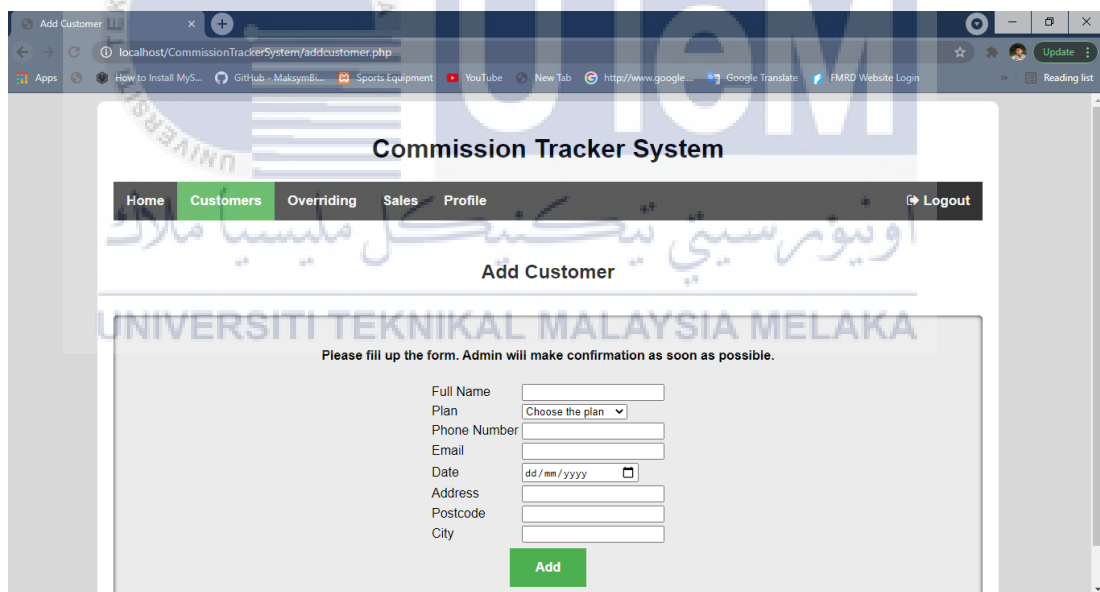 Add Customer
localhost/CommissionTrackerSystem/addcustomer.php
Update
Apps
How to Install MyS...
GitHub - MaksymBi...
Sports Equipment
YouTube
New Tab
http://www.google...
Google Translate
FMRD Website Login
»
Reading list
UTeM
UNIVERSI
Commission Tracker System
Home Customers Overriding Sales Profile Logout
اونيورسيتي تيكنيكل مليسيا ملاك
Add Customer
UNIVERSITI TEKNIKAL MALAYSIA MELAKA
Please fill up the form. Admin will make confirmation as soon as possible.
Full Name
Plan Choose the plan
Phone Number
Email
Date dd/mm/yyyy
Address
Postcode
City
Add